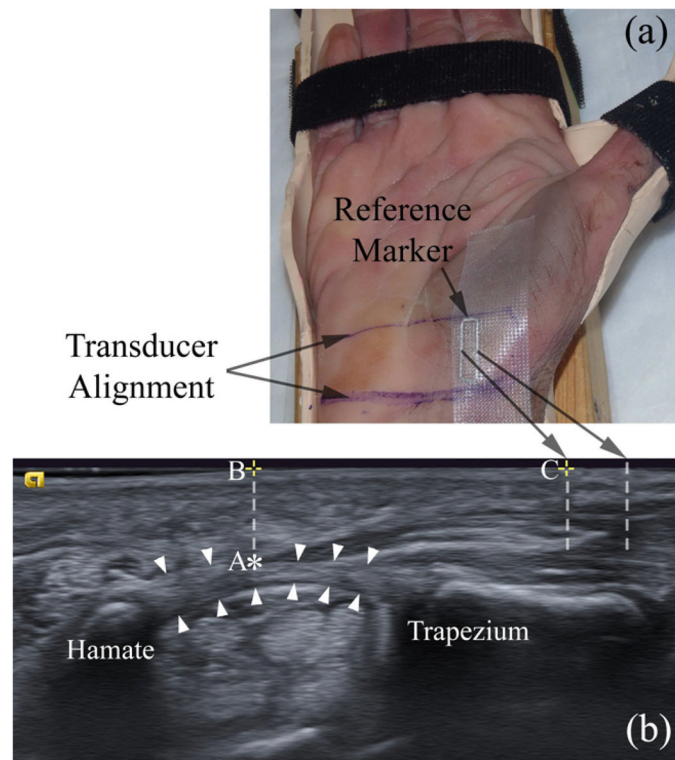 (a)
Reference
Marker
Transducer
Alignment
B
C
A*
Hamate
Trapezium
(b)